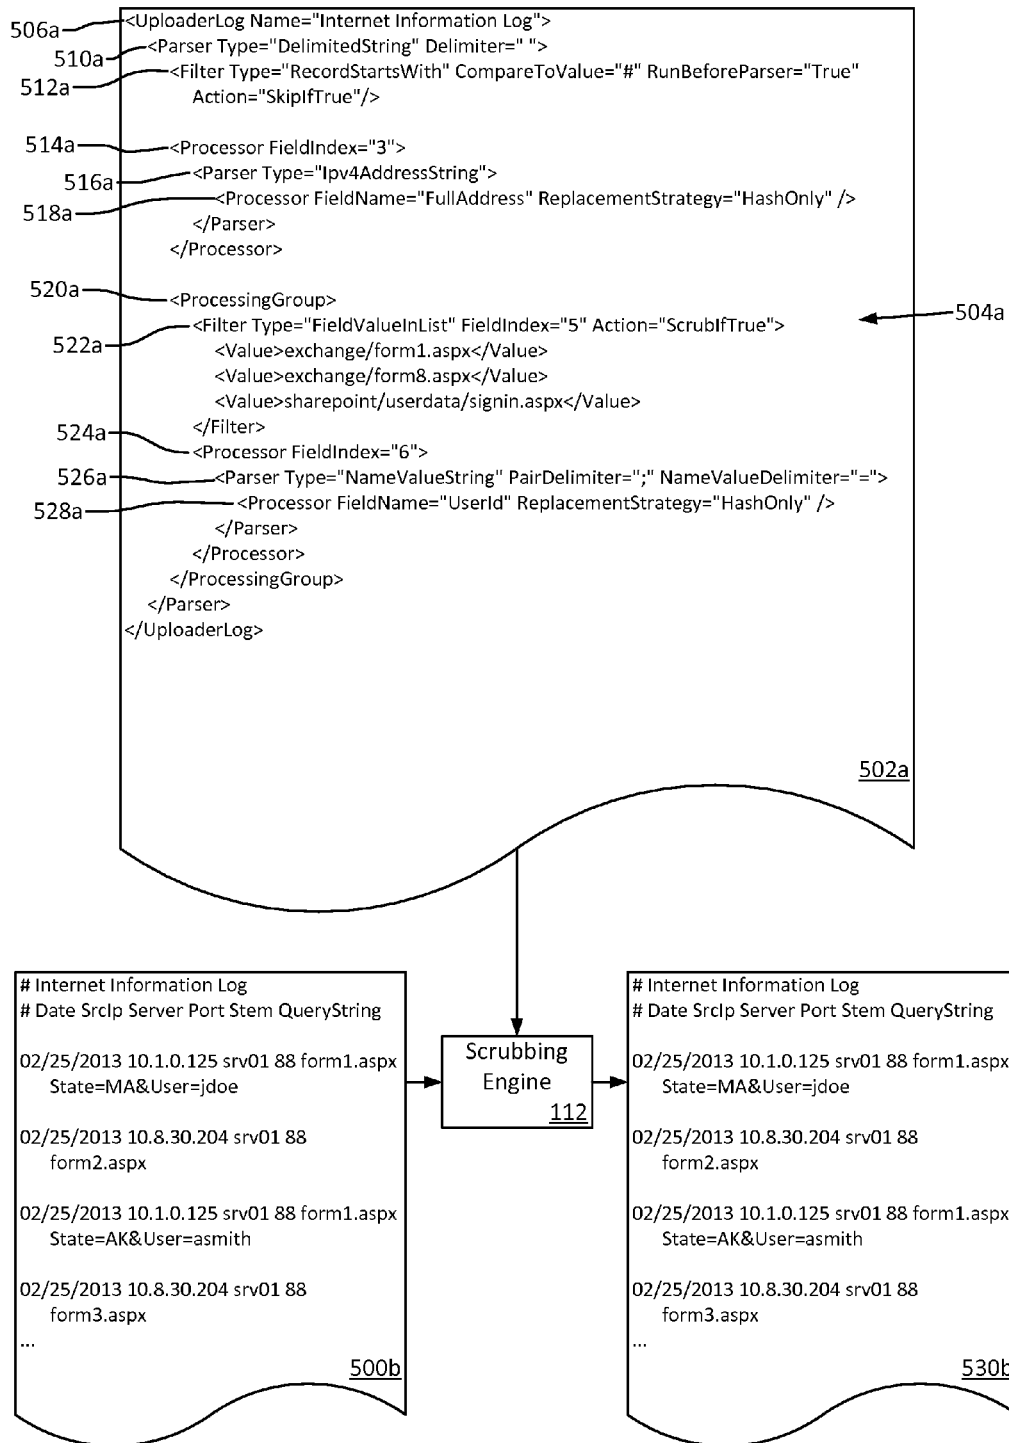 506a <UploaderLog Name="Internet Information Log">
510a <Parser Type="DelimitedString" Delimiter=" ">
512a <Filter Type="RecordStartsWith" CompareToValue="#" RunBeforeParser="True"
Action="SkipIfTrue"/>
514a <Processor FieldIndex="3">
516a <Parser Type="Ipv4AddressString">
518a <Processor FieldName="FullAddress" ReplacementStrategy="HashOnly" />
</Parser>
</Processor>
520a <ProcessingGroup>
522a <Filter Type="FieldValueInList" FieldIndex="5" Action="ScrubIfTrue">
504a
<Value>exchange/form1.aspx</Value>
<Value>exchange/form8.aspx</Value>
<Value>sharepoint/userdata/signin.aspx</Value>
</Filter>
524a <Processor FieldIndex="6">
526a <Parser Type="NameValueString" PairDelimiter=";" NameValueDelimiter="=">
528a <Processor FieldName="UserId" ReplacementStrategy="HashOnly" />
</Parser>
</Processor>
</ProcessingGroup>
</Parser>
</UploaderLog>
502a
# Internet Information Log
# Date SrcIp Server Port Stem QueryString
02/25/2013 10.1.0.125 srv01 88 form1.aspx
State=MA&User=jdoe
02/25/2013 10.8.30.204 srv01 88
form2.aspx
02/25/2013 10.1.0.125 srv01 88 form1.aspx
State=AK&User=asmith
02/25/2013 10.8.30.204 srv01 88
form3.aspx
...
500b
Scrubbing
Engine
112
# Internet Information Log
# Date SrcIp Server Port Stem QueryString
02/25/2013 10.1.0.125 srv01 88 form1.aspx
State=MA&User=jdoe
02/25/2013 10.8.30.204 srv01 88
form2.aspx
02/25/2013 10.1.0.125 srv01 88 form1.aspx
State=AK&User=asmith
02/25/2013 10.8.30.204 srv01 88
form3.aspx
...
530b